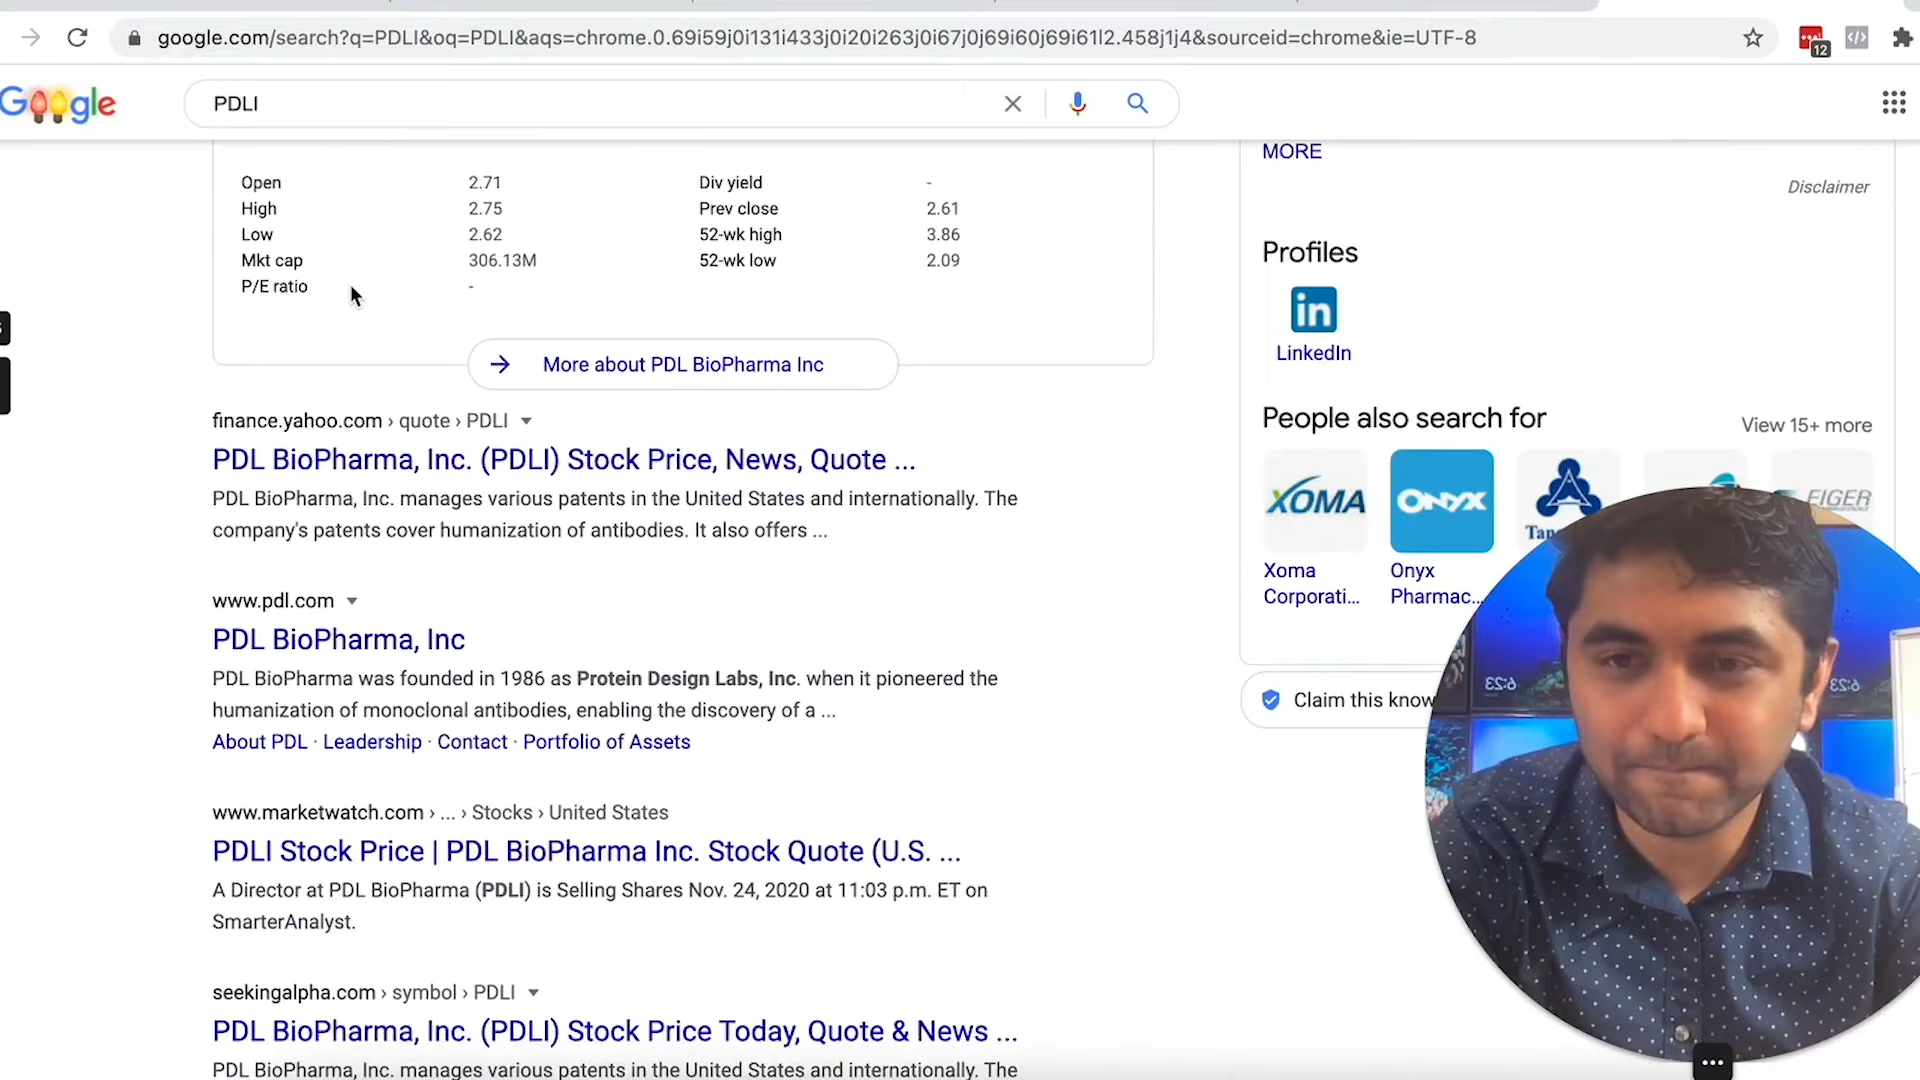 google.com/search?q=PDLI&oq=PDLI&aqs=chrome.0.69i59j0i131i433j0i20i263j0i67j0j69i60j69i61l2.458j1j4&sourceid=chrome&ie=UTF-8
12
Google
PDLI
Open 2.71 Div yield -
High 2.75 Prev close 2.61
Low 2.62 52-wk high 3.86
Mkt cap 306.13M 52-wk low 2.09
P/E ratio -
More about PDL BioPharma Inc
finance.yahoo.com › quote › PDLI
PDL BioPharma, Inc. (PDLI) Stock Price, News, Quote ...
PDL BioPharma, Inc. manages various patents in the United States and internationally. The
company's patents cover humanization of antibodies. It also offers ...
www.pdl.com
PDL BioPharma, Inc
PDL BioPharma was founded in 1986 as Protein Design Labs, Inc. when it pioneered the
humanization of monoclonal antibodies, enabling the discovery of a ...
About PDL · Leadership · Contact · Portfolio of Assets
www.marketwatch.com › ... › Stocks › United States
PDLI Stock Price | PDL BioPharma Inc. Stock Quote (U.S. ...
A Director at PDL BioPharma (PDLI) is Selling Shares Nov. 24, 2020 at 11:03 p.m. ET on
SmarterAnalyst.
seekingalpha.com › symbol › PDLI
PDL BioPharma, Inc. (PDLI) Stock Price Today, Quote & News ...
PDL BioPharma, Inc. manages various patents in the United States and internationally. The
MORE
Disclaimer
Profiles
in
LinkedIn
People also search for
View 15+ more
XOMA
ONYX
EIGER
Xoma
Corporati...
Onyx
Pharmac...
Claim this know
6:23
6:23